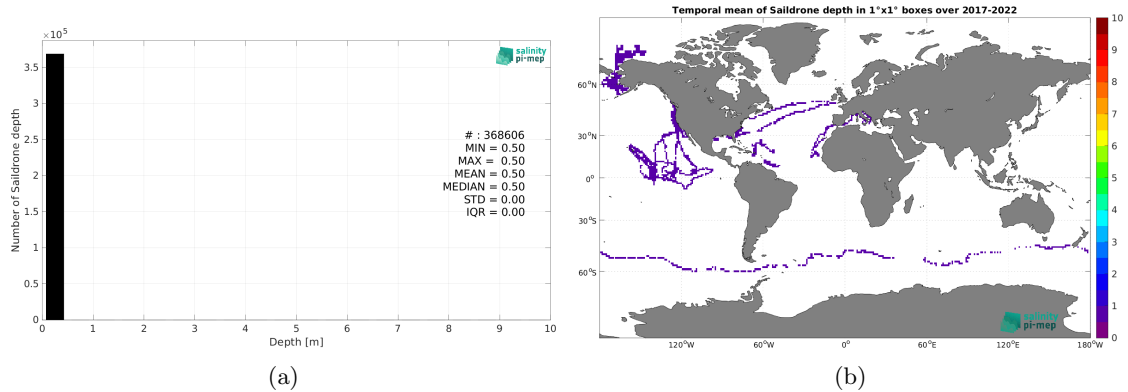 ×10⁵
3.5
3
2.5
2
1.5
1
0.5
0
Number of Saildrone depth
0 1 2 3 4 5 6 7 8 9 10
Depth [m]
salinity
pi-mep
# : 368606
MIN = 0.50
MAX = 0.50
MEAN = 0.50
MEDIAN = 0.50
STD = 0.00
IQR = 0.00
(a)
Temporal mean of Saildrone depth in 1°x1° boxes over 2017-2022
60°N
30°N
0°
30°S
60°S
120°W 60°W 0° 60°E 120°E 180°W
salinity
pi-mep
10
9
8
7
6
5
4
3
2
1
0
(b)